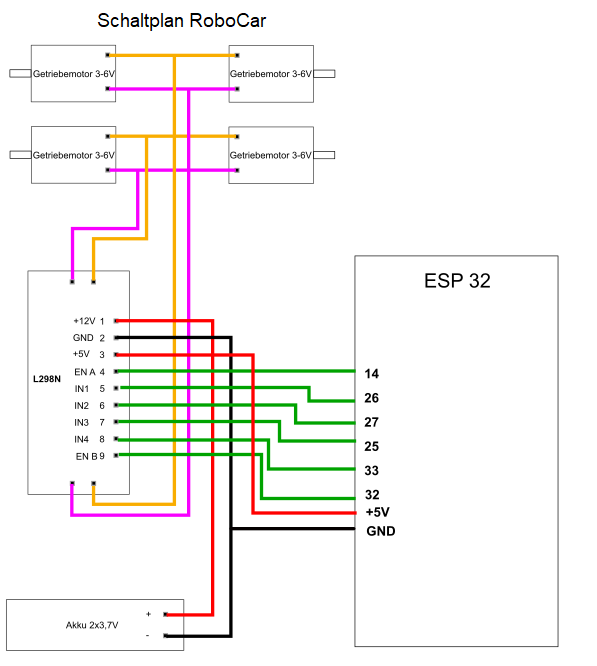 Schaltplan RoboCar
Getriebemotor 3-6V
Getriebemotor 3-6V
Getriebemotor 3-6V
Getriebemotor 3-6V
ESP 32
L298N
+12V 1
GND 2
+5V 3
EN A 4
IN1 5
IN2 6
IN3 7
IN4 8
EN B 9
14
26
27
25
33
32
+5V
GND
Akku 2x3,7V
+
-